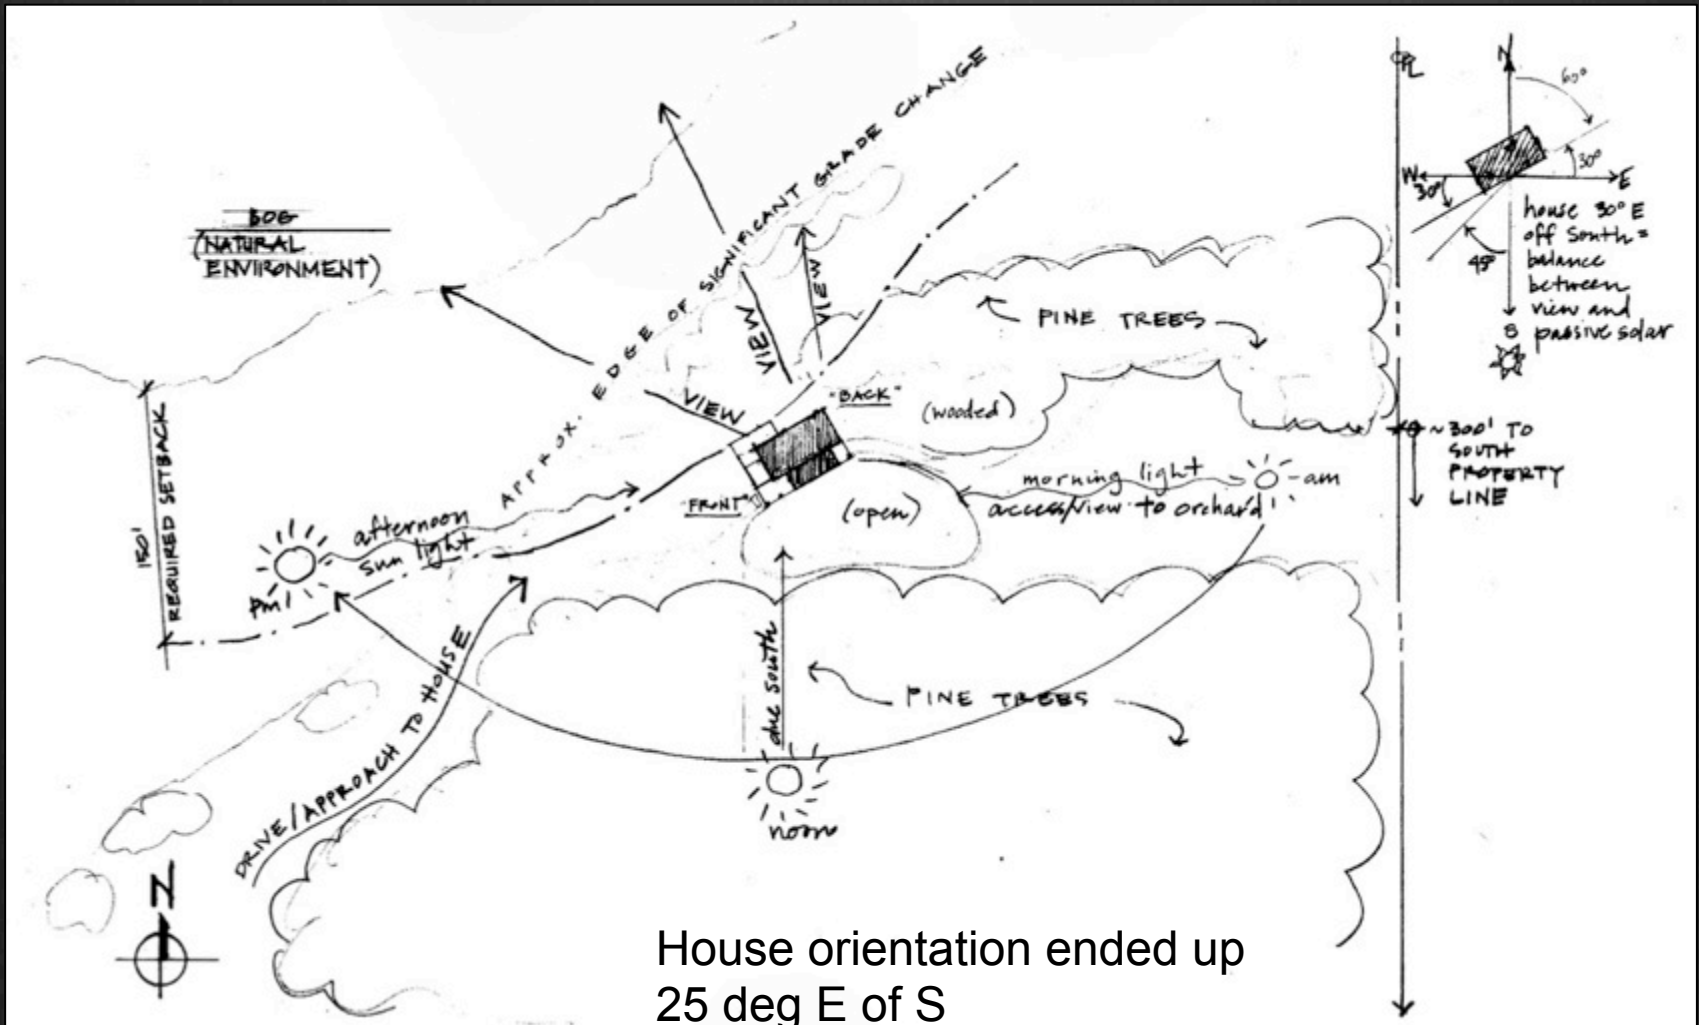 EDGE OF SIGNIFICANT GRADE CHANGE
APPROX.
BOG
(NATURAL
ENVIRONMENT)
VIEW
VIEW
VIEW
PINE TREES
"BACK"
(wooded)
"FRONT"
(open)
morning light
access/view to orchard
am
afternoon
sun light
pm
150'
REQUIRED SETBACK
DRIVE/APPROACH TO HOUSE
due south
PINE TREES
noon
N
PL
N
60°
30°
W
E
30°
45°
S
house 30° E
off South =
balance
between
view and
passive solar
~300' TO
SOUTH
PROPERTY
LINE
House orientation ended up
25 deg E of S